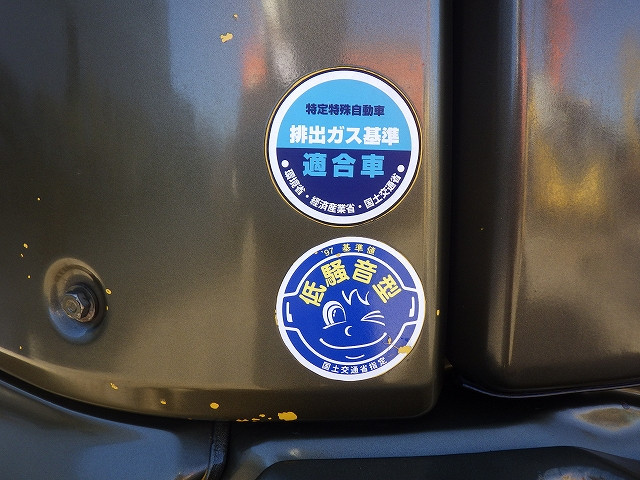 特定特殊自動車
排出ガス基準
適合車
●環境省・経済産業省・国土交通省●
'97 基準値
低騒音型
国土交通省指定